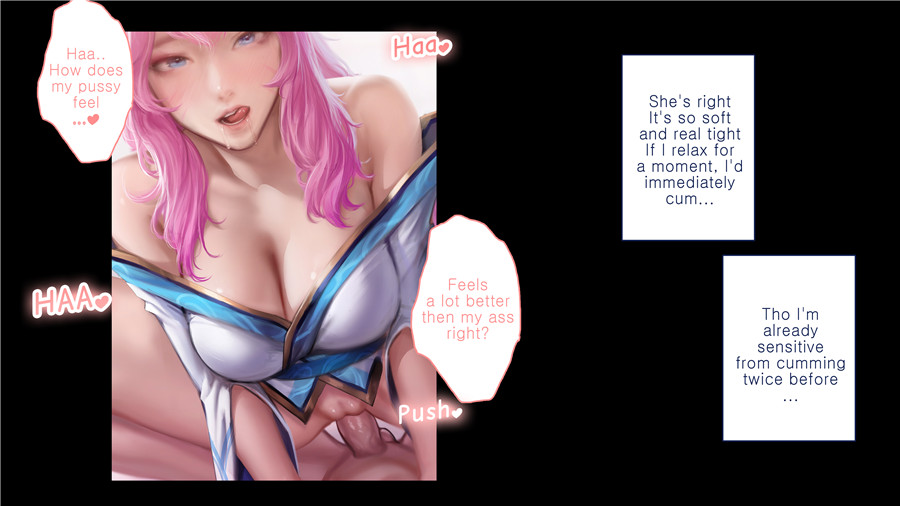 Haa..
How does
my pussy
feel
...
Haa
HAA
Feels
a lot better
then my ass
right?
Push
She's right
It's so soft
and real tight
If I relax for
a moment, I'd
immediately
cum...
Tho I'm
already
sensitive
from cumming
twice before
...